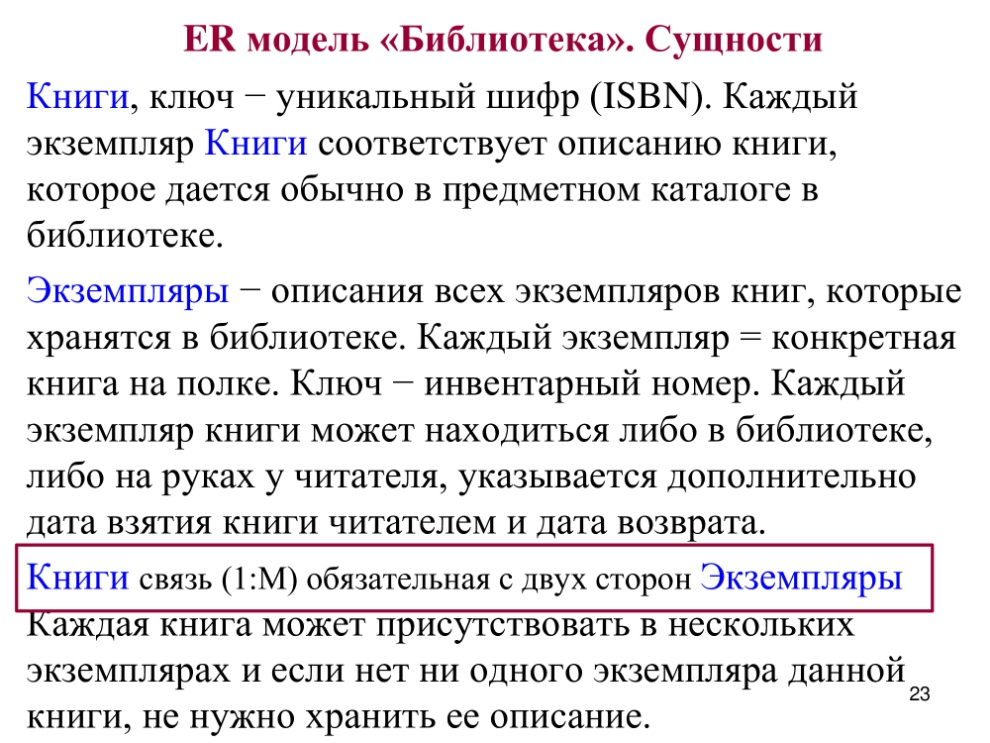 ER модель «Библиотека». Сущности
Книги, ключ − уникальный шифр (ISBN). Каждый
экземпляр Книги соответствует описанию книги,
которое дается обычно в предметном каталоге в
библиотеке.
Экземпляры − описания всех экземпляров книг, которые
хранятся в библиотеке. Каждый экземпляр = конкретная
книга на полке. Ключ − инвентарный номер. Каждый
экземпляр книги может находиться либо в библиотеке,
либо на руках у читателя, указывается дополнительно
дата взятия книги читателем и дата возврата.
Книги связь (1:М) обязательная с двух сторон Экземпляры
Каждая книга может присутствовать в нескольких
экземплярах и если нет ни одного экземпляра данной
книги, не нужно хранить ее описание.
23